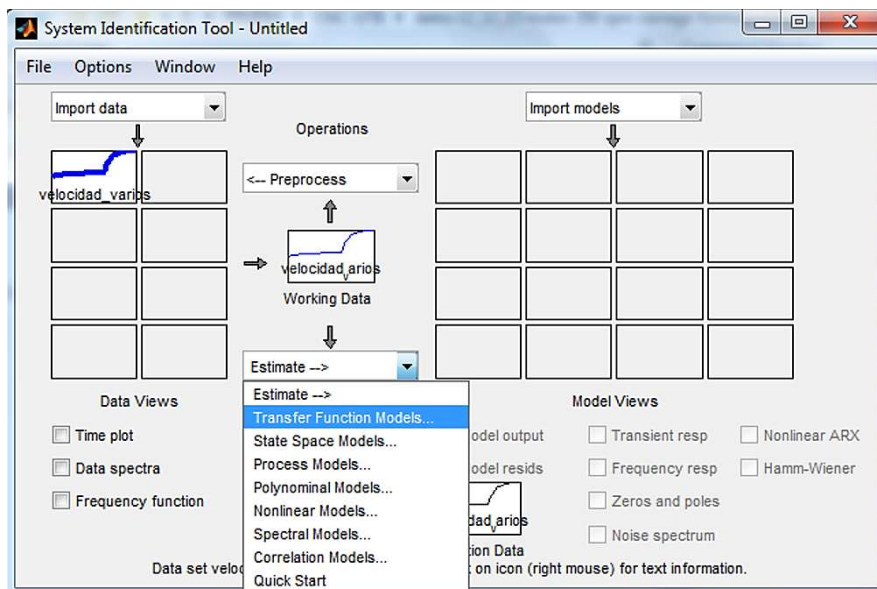 System Identification Tool - Untitled
File Options Window Help
Import data
Import models
Operations
<-- Preprocess
velocidad_varios
velocidad_varios
Working Data
Estimate -->
Estimate -->
Transfer Function Models...
State Space Models...
Process Models...
Polynominal Models...
Nonlinear Models...
Spectral Models...
Correlation Models...
Quick Start
Data Views
Time plot
Data spectra
Frequency function
Model Views
odel output
Transient resp
Nonlinear ARX
odel resids
Frequency resp
Hamm-Wiener
Zeros and poles
Noise spectrum
dad_arios
ion Data
Data set veloc
on icon (right mouse) for text information.